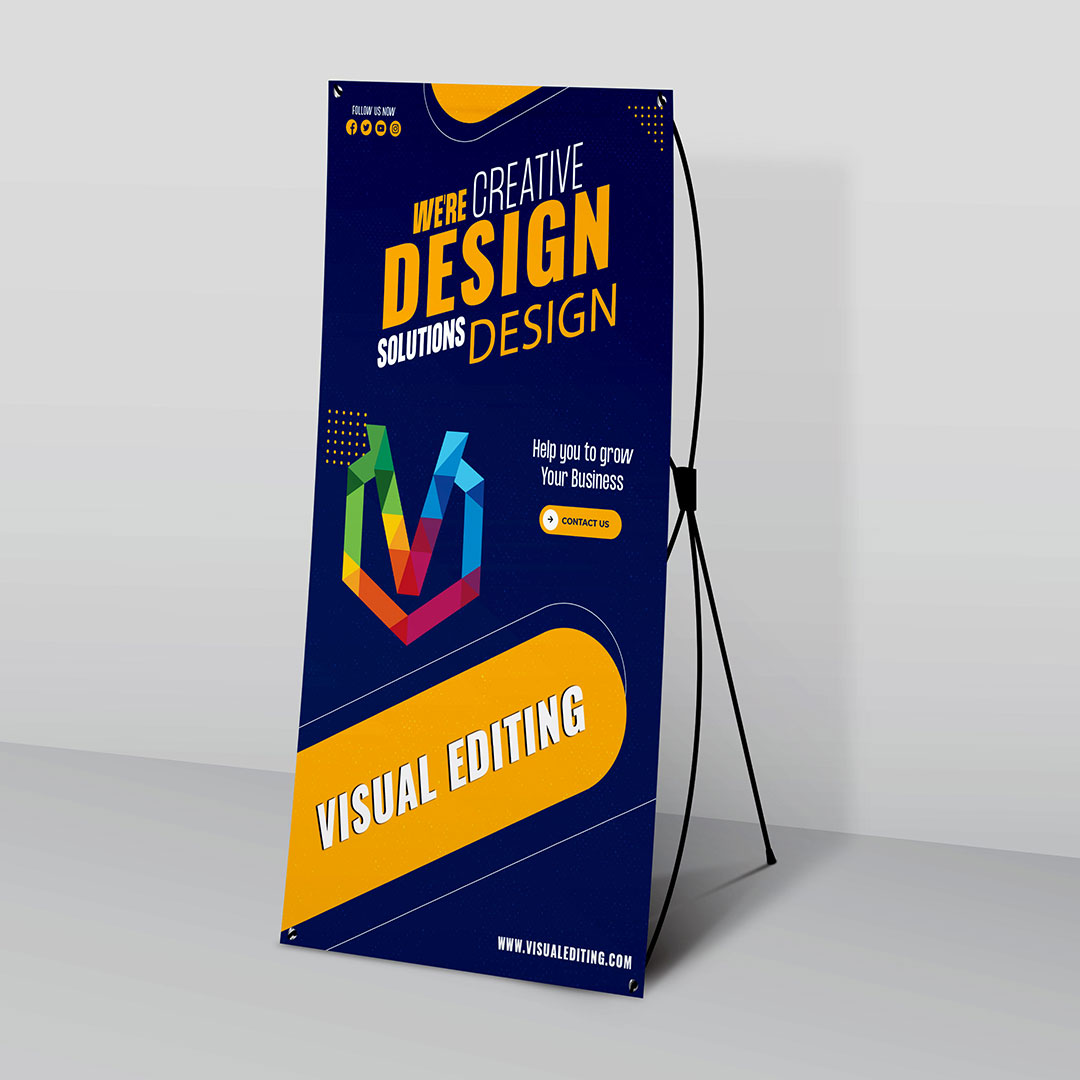 FOLLOW US NOW
WE'RE CREATIVE
DESIGN
SOLUTIONS DESIGN
Help you to grow
Your Business
CONTACT US
VISUAL EDITING
WWW.VISUALEDITING.COM